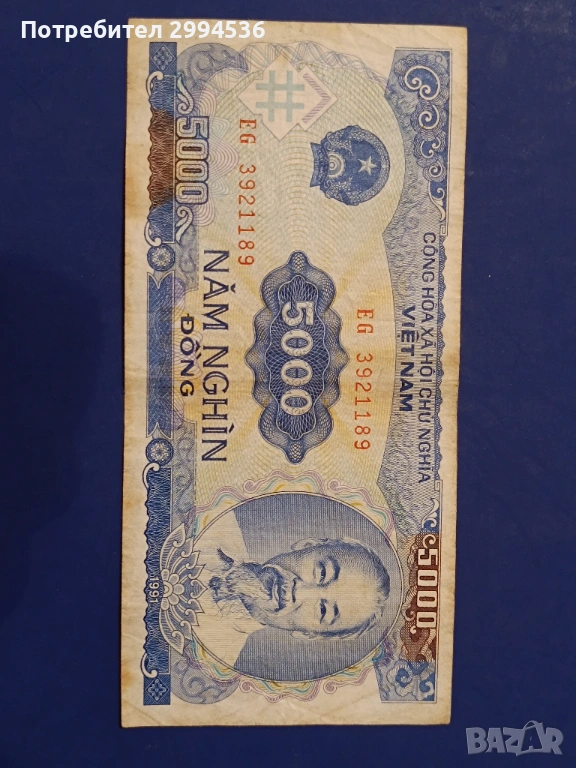 Потребител 2994536
CỘNG HÒA XÃ HỘI CHỦ NGHĨA
VIỆT NAM
5000
EG 3921189
5000
EG 3921189
NĂM NGHÌN
ĐỒNG
5000
1991
BAZAR